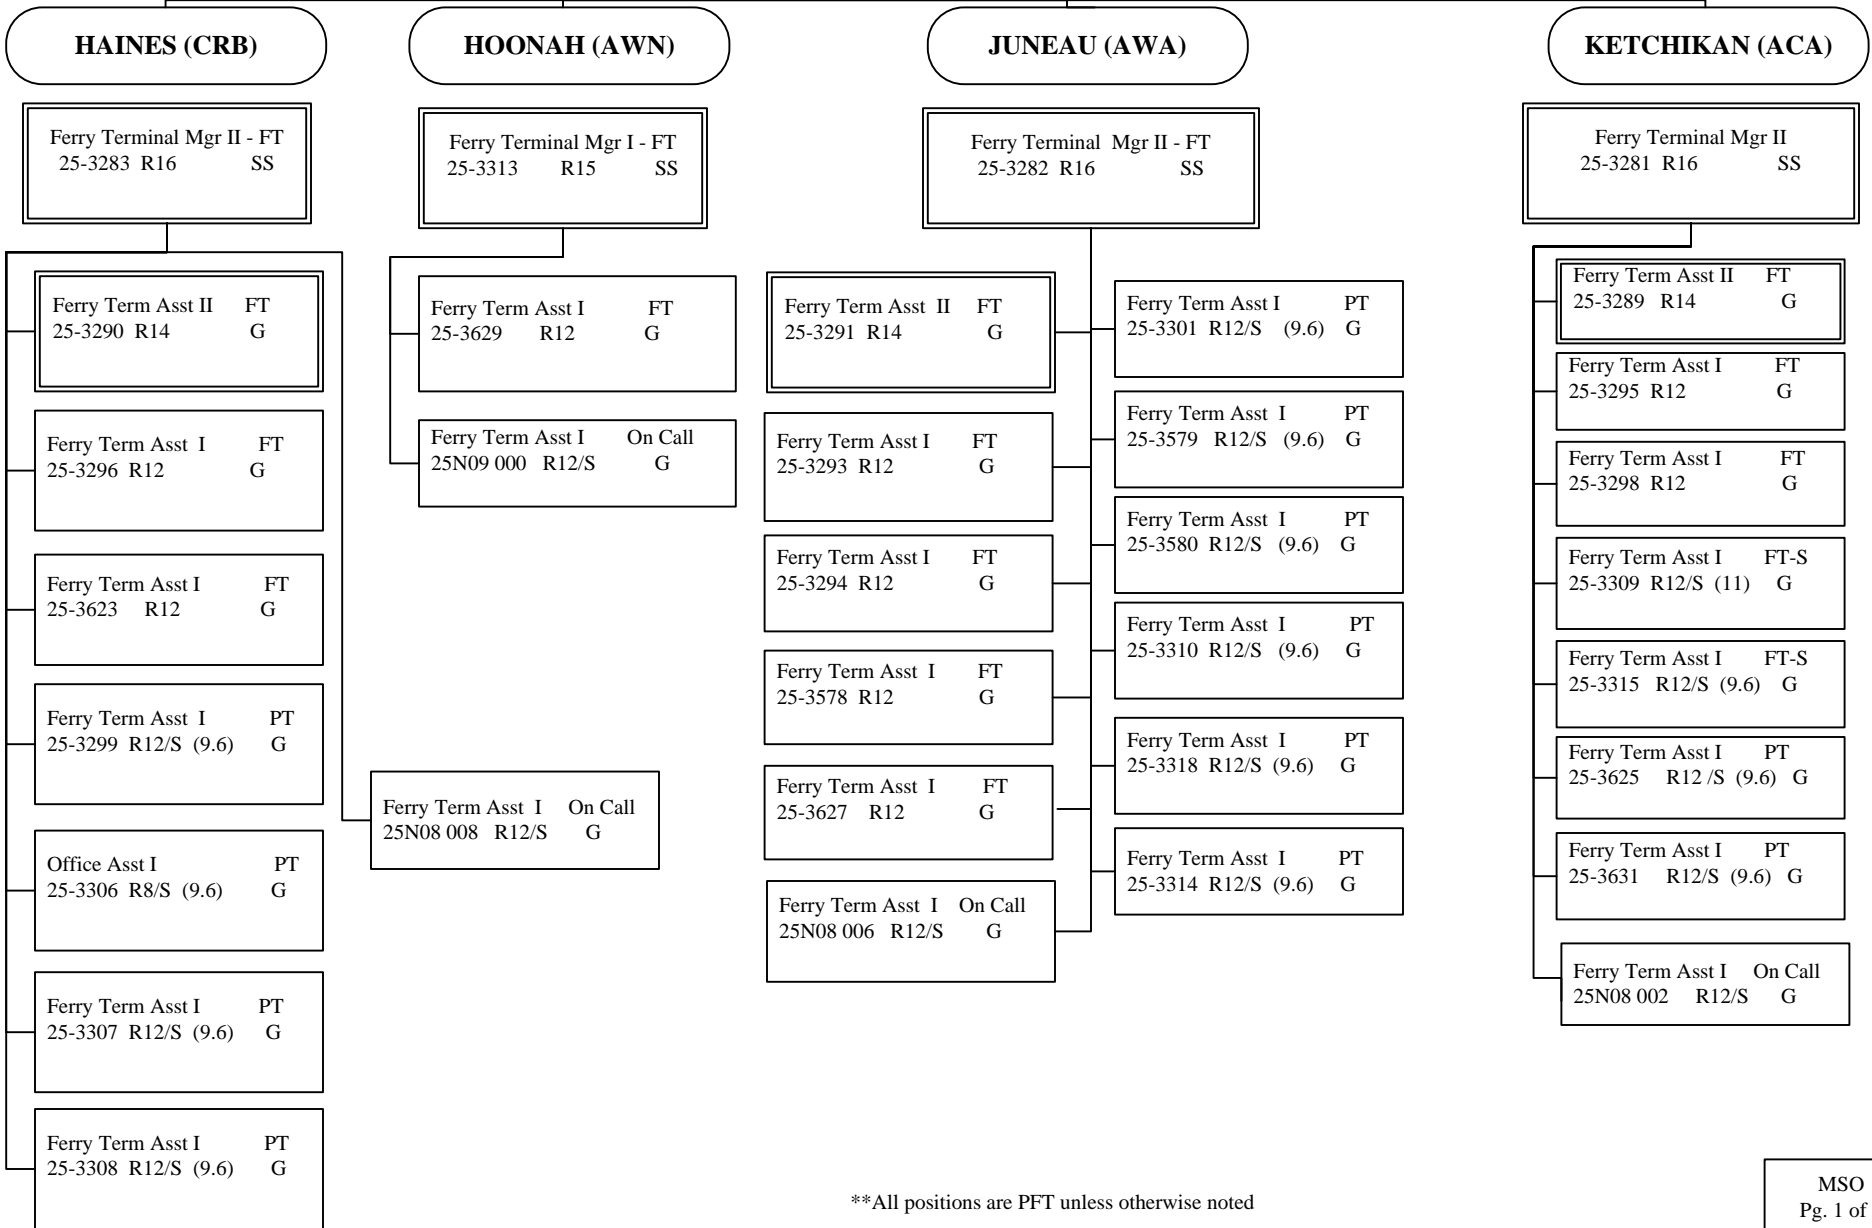 HAINES (CRB)
Ferry Terminal Mgr II - FT
25-3283 R16 SS
Ferry Term Asst II FT
25-3290 R14 G
Ferry Term Asst I FT
25-3296 R12 G
Ferry Term Asst I FT
25-3623 R12 G
Ferry Term Asst I PT
25-3299 R12/S (9.6) G
Office Asst I PT
25-3306 R8/S (9.6) G
Ferry Term Asst I PT
25-3307 R12/S (9.6) G
Ferry Term Asst I PT
25-3308 R12/S (9.6) G
Ferry Term Asst I On Call
25N08 008 R12/S G
HOONAH (AWN)
Ferry Terminal Mgr I - FT
25-3313 R15 SS
Ferry Term Asst I FT
25-3629 R12 G
Ferry Term Asst I On Call
25N09 000 R12/S G
JUNEAU (AWA)
Ferry Terminal Mgr II - FT
25-3282 R16 SS
Ferry Term Asst II FT
25-3291 R14 G
Ferry Term Asst I FT
25-3293 R12 G
Ferry Term Asst I FT
25-3294 R12 G
Ferry Term Asst I FT
25-3578 R12 G
Ferry Term Asst I FT
25-3627 R12 G
Ferry Term Asst I On Call
25N08 006 R12/S G
Ferry Term Asst I PT
25-3301 R12/S (9.6) G
Ferry Term Asst I PT
25-3579 R12/S (9.6) G
Ferry Term Asst I PT
25-3580 R12/S (9.6) G
Ferry Term Asst I PT
25-3310 R12/S (9.6) G
Ferry Term Asst I PT
25-3318 R12/S (9.6) G
Ferry Term Asst I PT
25-3314 R12/S (9.6) G
KETCHIKAN (ACA)
Ferry Terminal Mgr II
25-3281 R16 SS
Ferry Term Asst II FT
25-3289 R14 G
Ferry Term Asst I FT
25-3295 R12 G
Ferry Term Asst I FT
25-3298 R12 G
Ferry Term Asst I FT-S
25-3309 R12/S (11) G
Ferry Term Asst I FT-S
25-3315 R12/S (9.6) G
Ferry Term Asst I PT
25-3625 R12 /S (9.6) G
Ferry Term Asst I PT
25-3631 R12/S (9.6) G
Ferry Term Asst I On Call
25N08 002 R12/S G
**All positions are PFT unless otherwise noted
MSO
Pg. 1 of